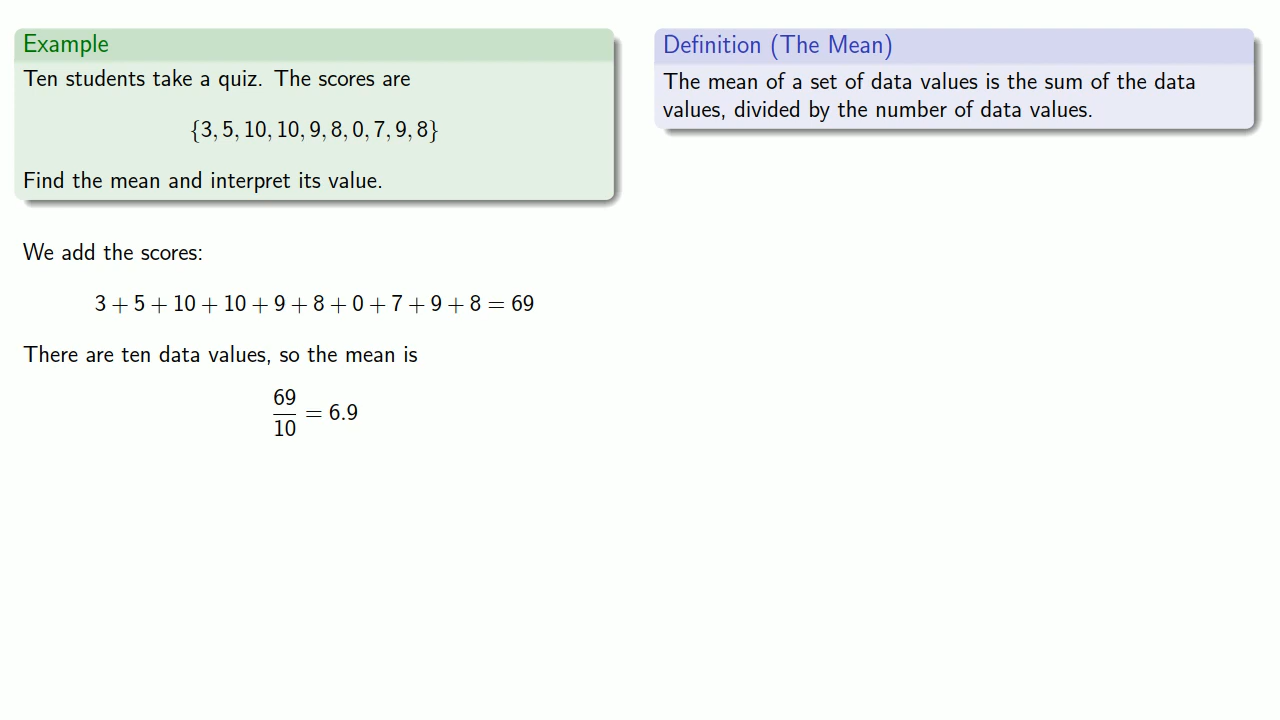 Example
Ten students take a quiz. The scores are
{3, 5, 10, 10, 9, 8, 0, 7, 9, 8}
Find the mean and interpret its value.
We add the scores:
3 + 5 + 10 + 10 + 9 + 8 + 0 + 7 + 9 + 8 = 69
There are ten data values, so the mean is
69/10 = 6.9
Definition (The Mean)
The mean of a set of data values is the sum of the data
values, divided by the number of data values.